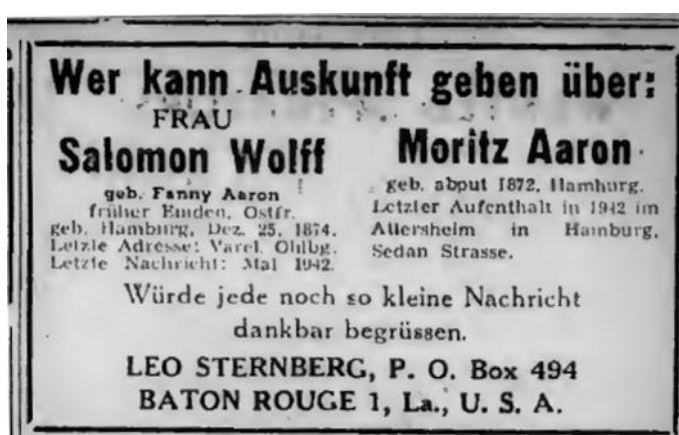 Wer kann Auskunft geben über:
FRAU
Salomon Wolff
geb. Fanny Aaron
früher Emden, Ostfr.
geb. Hamburg, Dez. 25, 1874.
Letzte Adresse: Varel, Oldbg.
Letzte Nachricht: Mai 1942.
Moritz Aaron
geb. abput 1872, Hamburg.
Letzter Aufenthalt in 1942 im
Altersheim in Hamburg,
Sedan Strasse.
Würde jede noch so kleine Nachricht
dankbar begrüssen.
LEO STERNBERG, P. O. Box 494
BATON ROUGE 1, La., U. S. A.